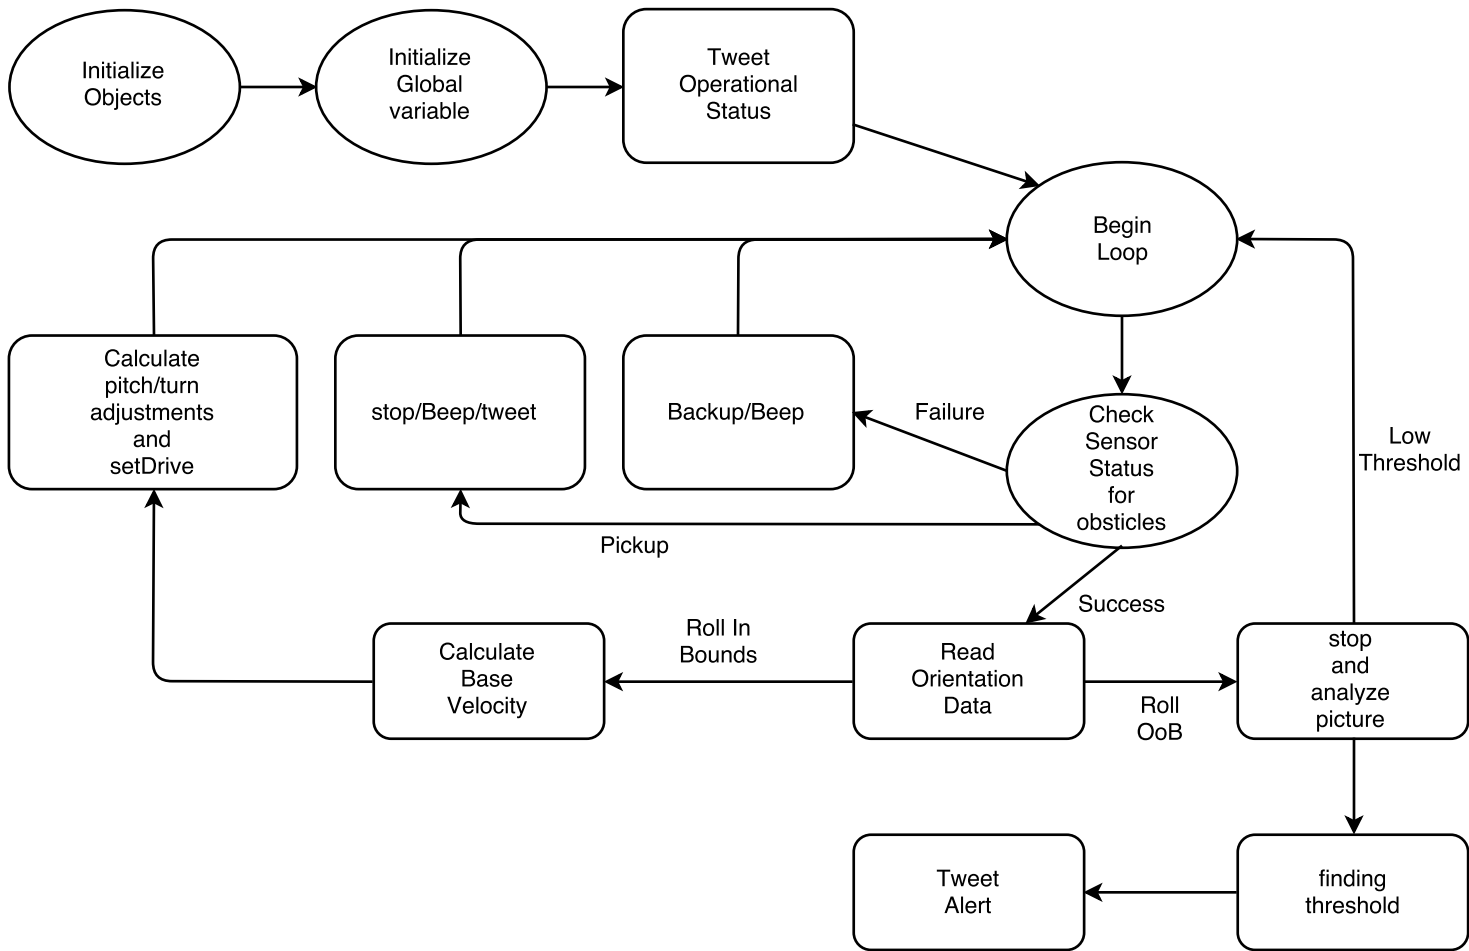 Initialize
Objects
Initialize
Global
variable
Tweet
Operational
Status
Begin
Loop
Calculate
pitch/turn
adjustments
and
setDrive
stop/Beep/tweet
Backup/Beep
Failure
Check
Sensor
Status
for
obsticles
Low
Threshold
Pickup
Success
Calculate
Base
Velocity
Roll In
Bounds
Read
Orientation
Data
Roll
OoB
stop
and
analyze
picture
Tweet
Alert
finding
threshold